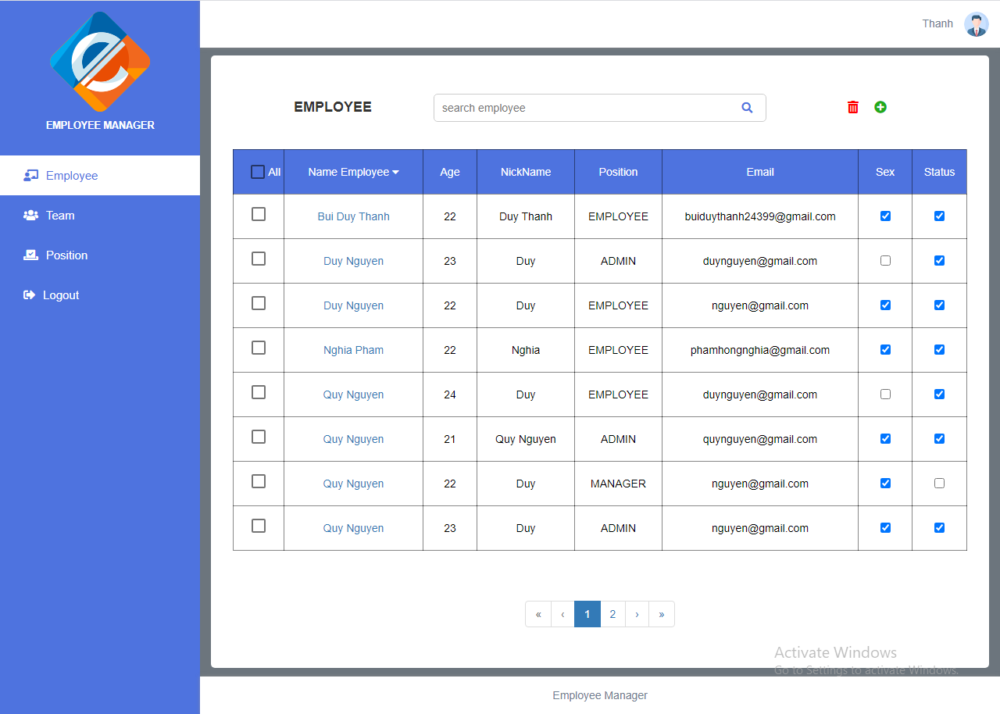 Thanh
EMPLOYEE MANAGER
Employee
Team
Position
Logout
EMPLOYEE
search employee
All Name Employee Age NickName Position Email Sex Status
Bui Duy Thanh 22 Duy Thanh EMPLOYEE buiduythanh24399@gmail.com
Duy Nguyen 23 Duy ADMIN duynguyen@gmail.com
Duy Nguyen 22 Duy EMPLOYEE nguyen@gmail.com
Nghia Pham 22 Nghia EMPLOYEE phamhongnghia@gmail.com
Quy Nguyen 24 Duy EMPLOYEE duynguyen@gmail.com
Quy Nguyen 21 Quy Nguyen ADMIN quynguyen@gmail.com
Quy Nguyen 22 Duy MANAGER nguyen@gmail.com
Quy Nguyen 23 Duy ADMIN nguyen@gmail.com
« ‹ 1 2 › »
Activate Windows
Go to Settings to activate Windows.
Employee Manager